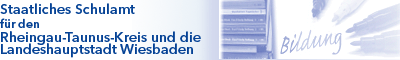 Staatliches Schulamt
für den
Rheingau-Taunus-Kreis und die
Landeshauptstadt Wiesbaden
Bildung